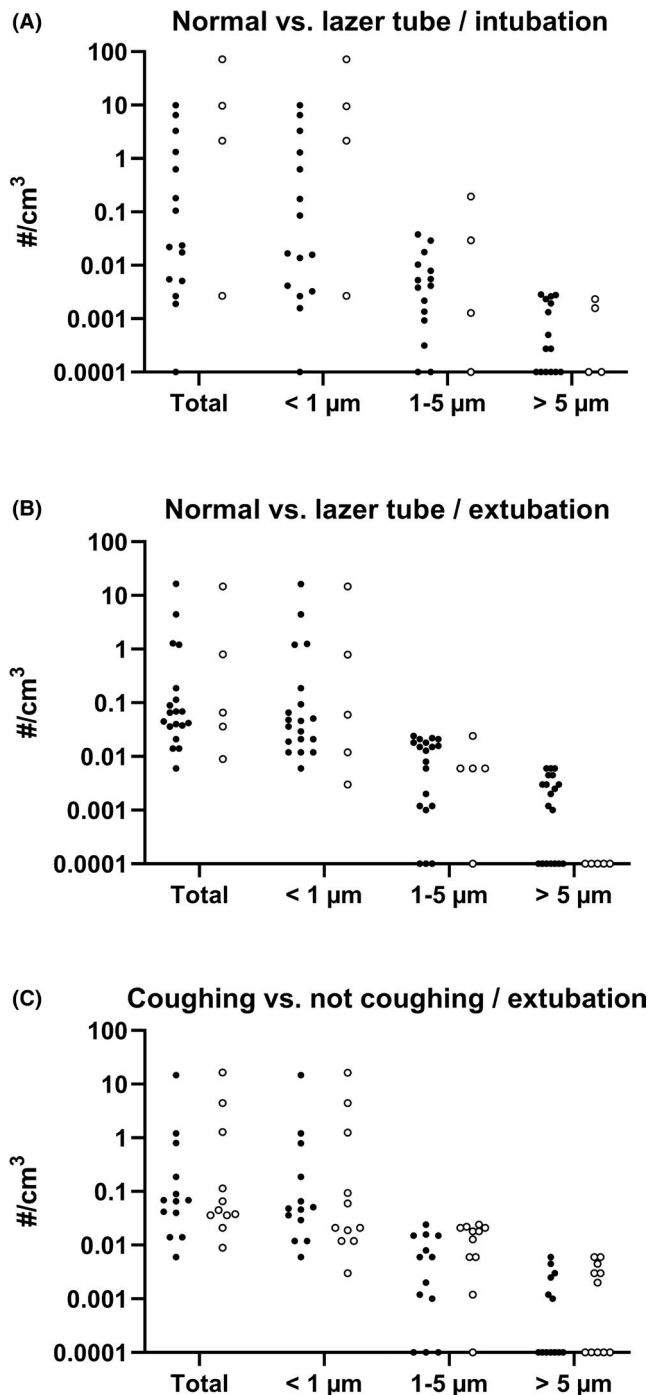 (A) Normal vs. lazer tube / intubation
100
10
1
0.1
0.01
0.001
0.0001
#/cm³
Total < 1 µm 1-5 µm > 5 µm
(B) Normal vs. lazer tube / extubation
100
10
1
0.1
0.01
0.001
0.0001
#/cm³
Total < 1 µm 1-5 µm > 5 µm
(C) Coughing vs. not coughing / extubation
100
10
1
0.1
0.01
0.001
0.0001
#/cm³
Total < 1 µm 1-5 µm > 5 µm